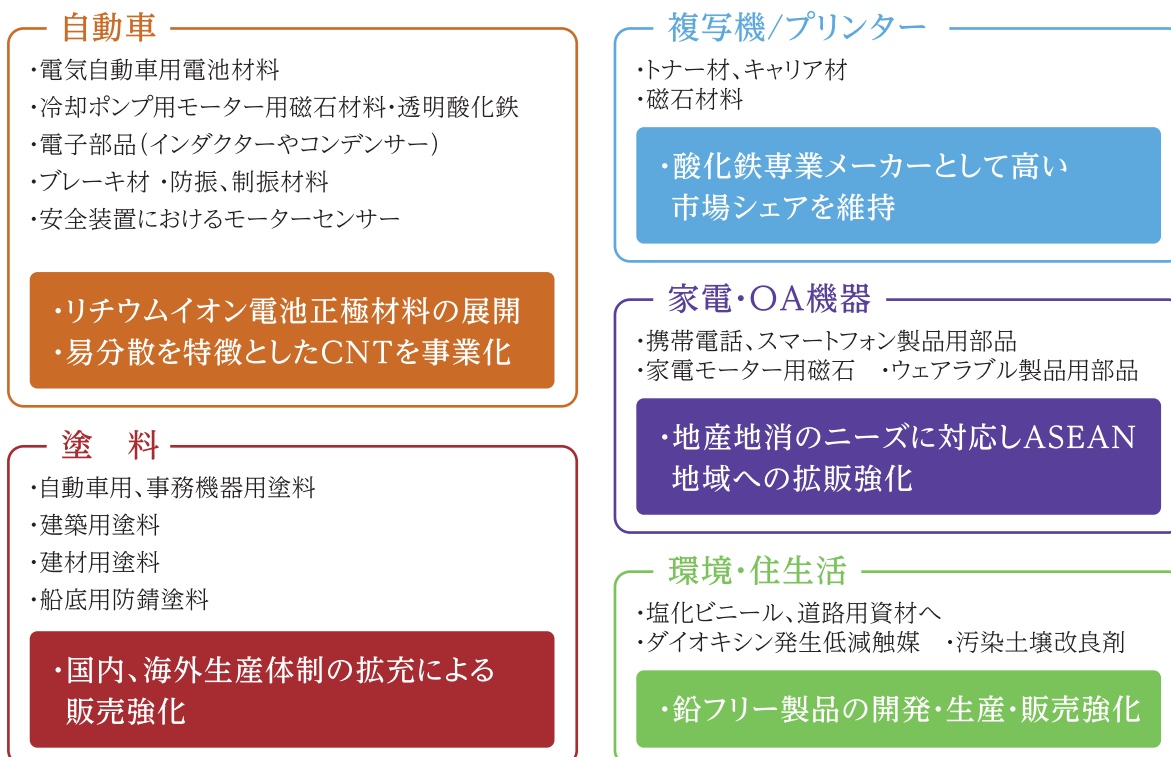 自動車
・電気自動車用電池材料
・冷却ポンプ用モーター用磁石材料・透明酸化鉄
・電子部品(インダクターやコンデンサー)
・ブレーキ材 ・防振、制振材料
・安全装置におけるモーターセンサー
・リチウムイオン電池正極材料の展開
・易分散を特徴としたCNTを事業化
塗　料
・自動車用、事務機器用塗料
・建築用塗料
・建材用塗料
・船底用防錆塗料
・国内、海外生産体制の拡充による
販売強化
複写機/プリンター
・トナー材、キャリア材
・磁石材料
・酸化鉄専業メーカーとして高い
市場シェアを維持
家電・OA機器
・携帯電話、スマートフォン製品用部品
・家電モーター用磁石　・ウェアラブル製品用部品
・地産地消のニーズに対応しASEAN
地域への拡販強化
環境・住生活
・塩化ビニール、道路用資材へ
・ダイオキシン発生低減触媒　・汚染土壌改良剤
・鉛フリー製品の開発・生産・販売強化